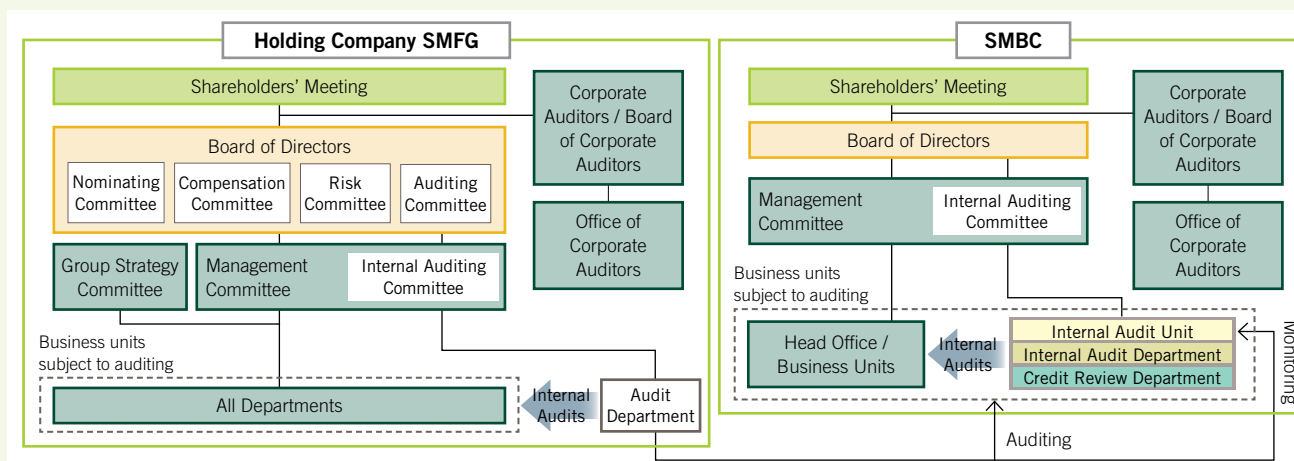 Holding Company SMFG
Shareholders’ Meeting
Corporate
Auditors / Board
of Corporate
Auditors
Board of Directors
Nominating
Committee
Compensation
Committee
Risk
Committee
Auditing
Committee
Office of
Corporate
Auditors
Group Strategy
Committee
Management
Committee
Internal Auditing
Committee
Business units
subject to auditing
All Departments
Internal
Audits
Audit
Department
SMBC
Shareholders’ Meeting
Corporate
Auditors / Board
of Corporate
Auditors
Board of Directors
Management
Committee
Internal Auditing
Committee
Office of
Corporate
Auditors
Business units
subject to auditing
Head Office /
Business Units
Internal
Audits
Internal Audit Unit
Internal Audit Department
Credit Review Department
Monitoring
Auditing